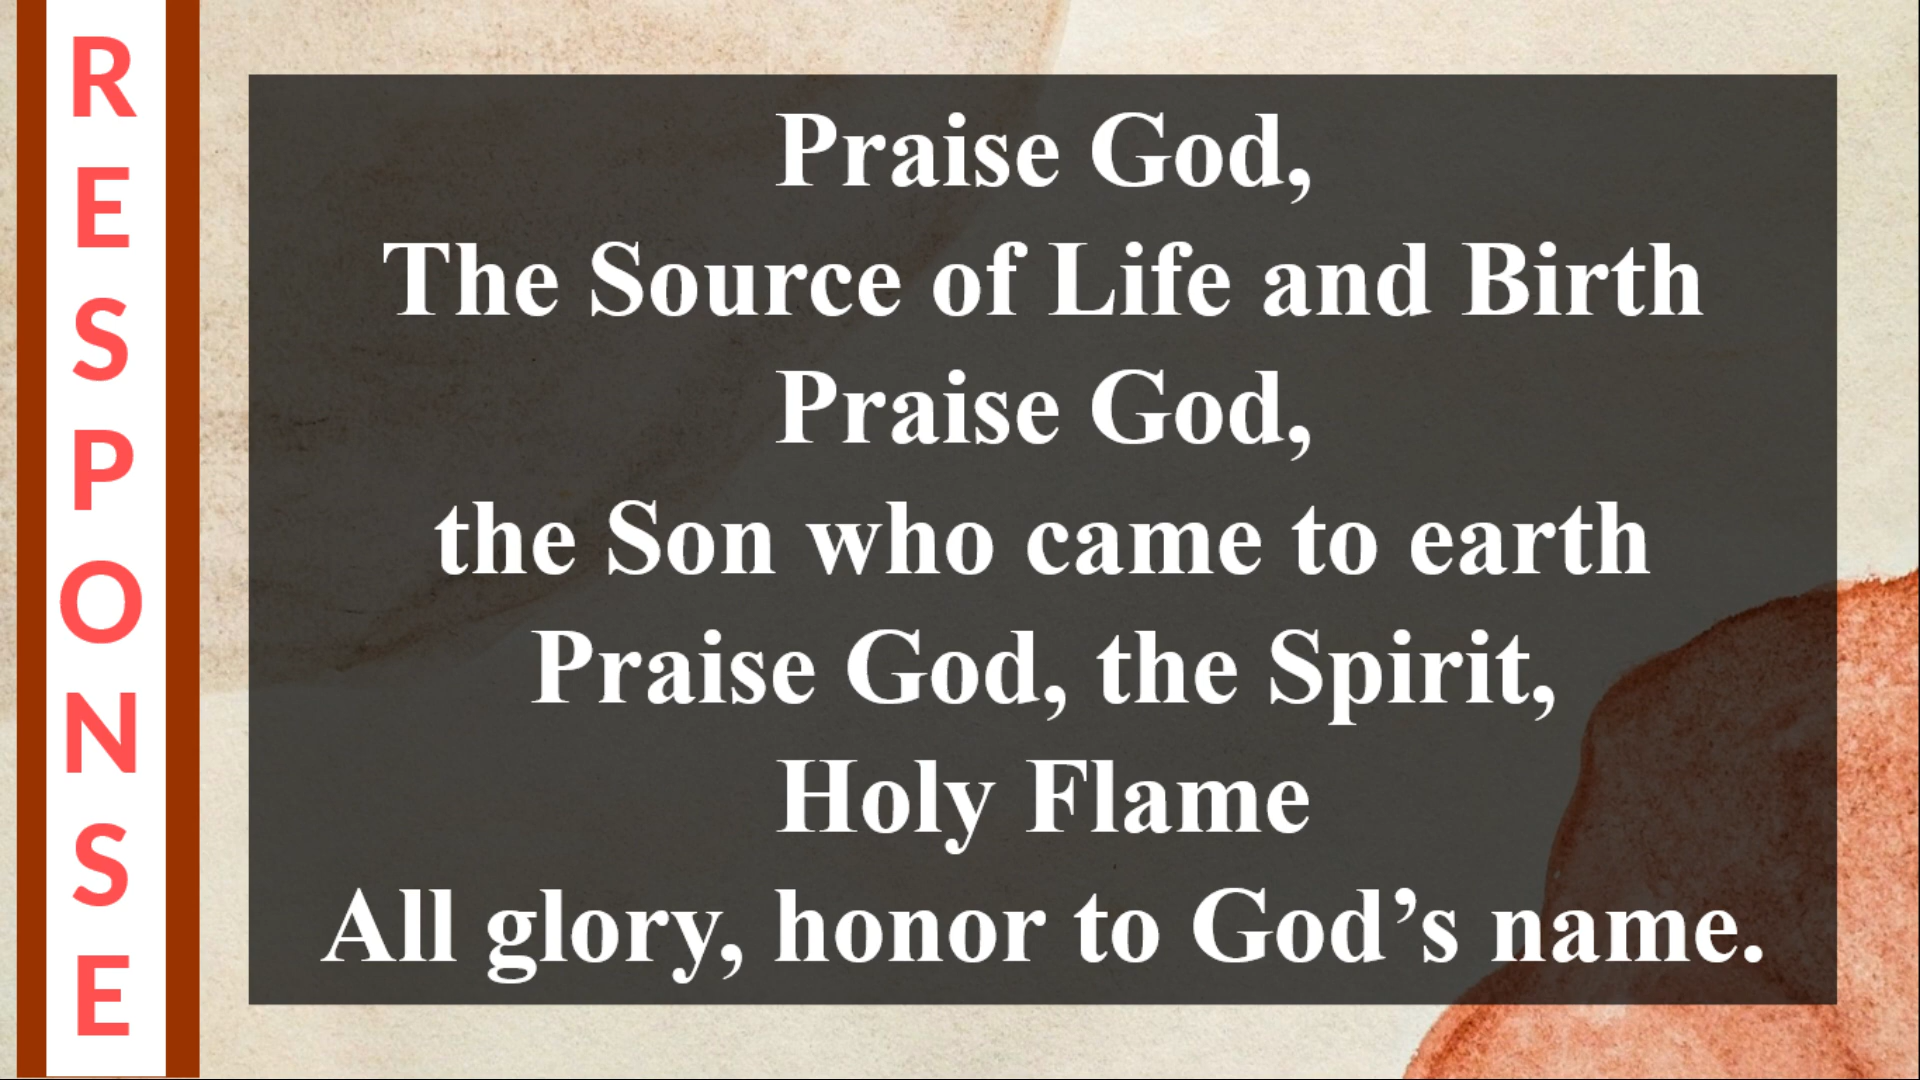 RESPONSE
Praise God,
The Source of Life and Birth
Praise God,
the Son who came to earth
Praise God, the Spirit,
Holy Flame
All glory, honor to God’s name.